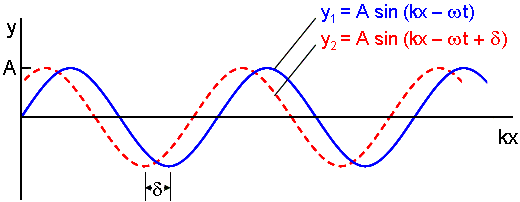 y₁ = A sin (kx – ωt)
y
y₂ = A sin (kx – ωt + δ)
A
kx
δ